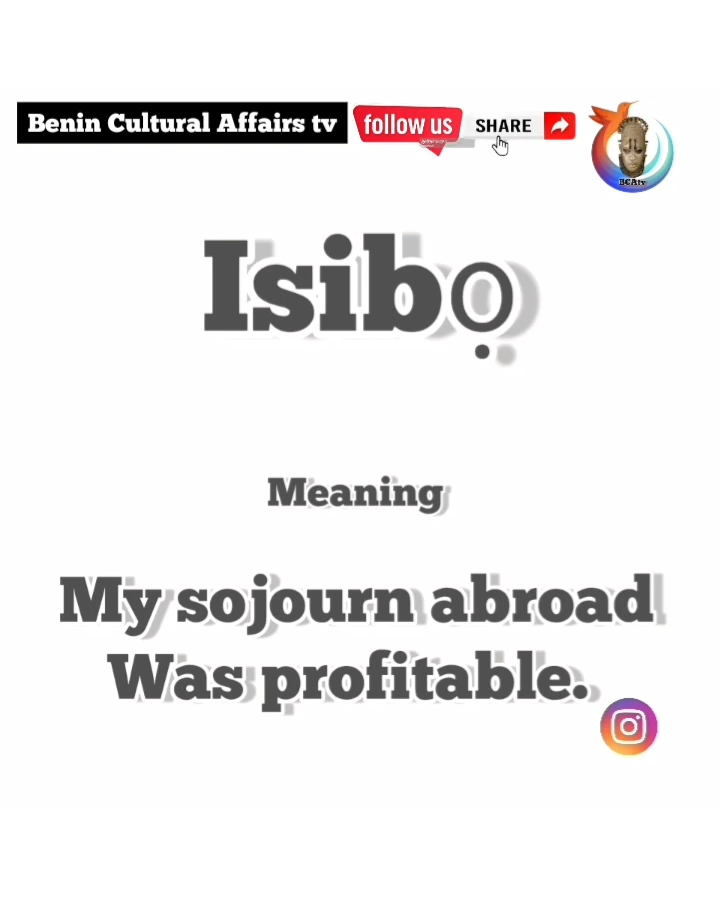 Benin Cultural Affairs tv
follow us
SHARE
BCAtv
Isibọ
Meaning
My sojourn abroad
Was profitable.